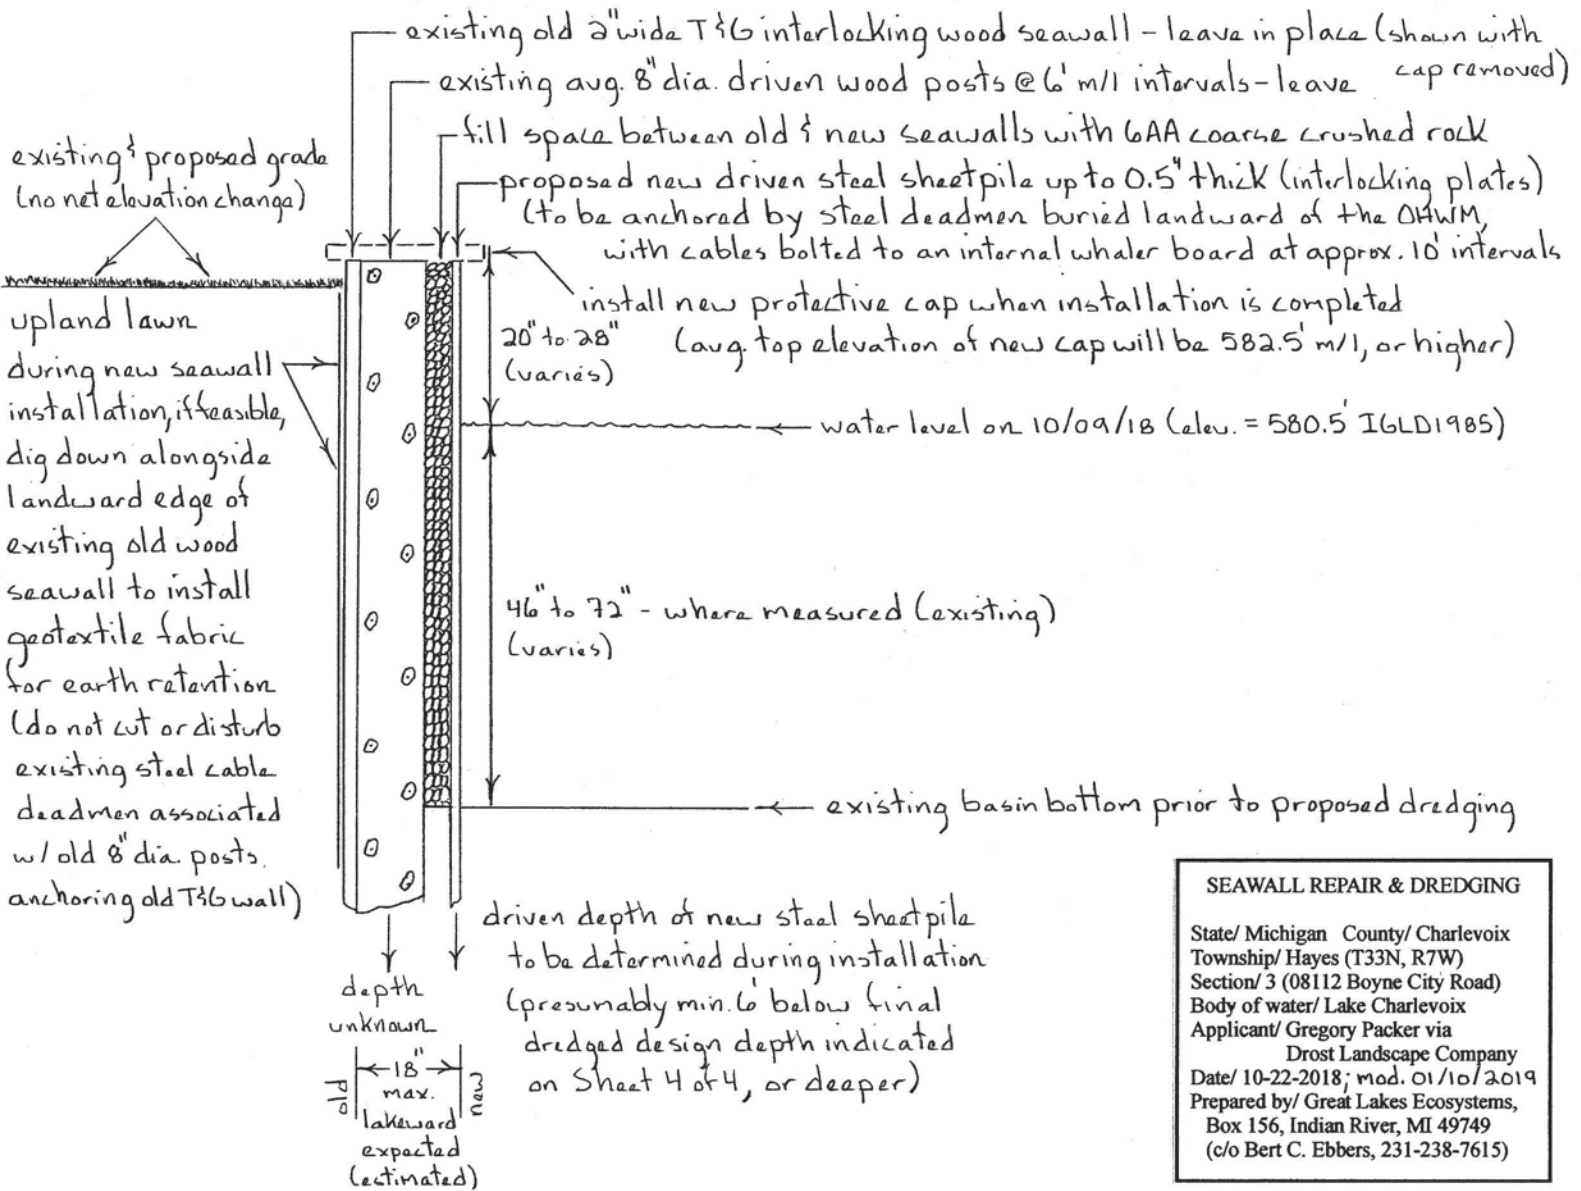 existing old 2" wide T&G interlocking wood seawall - leave in place (shown with
cap removed)
existing avg. 8" dia. driven wood posts @ 6' m/l intervals - leave
fill space between old & new seawalls with 6AA coarse crushed rock
proposed new driven steel sheetpile up to 0.5" thick (interlocking plates)
(to be anchored by steel deadmen buried landward of the OHWM,
with cables bolted to an internal whaler board at approx. 10' intervals
existing & proposed grade
(no net elevation change)
install new protective cap when installation is completed
(avg. top elevation of new cap will be 582.5' m/l, or higher)
20" to 28"
(varies)
upland lawn
during new seawall
installation, if feasible,
dig down alongside
landward edge of
existing old wood
seawall to install
geotextile fabric
for earth retention
(do not cut or disturb
existing steel cable
deadmen associated
w/ old 8" dia. posts
anchoring old T&G wall)
water level on 10/09/18 (elev. = 580.5' IGLD1985)
46" to 72" - where measured (existing)
(varies)
existing basin bottom prior to proposed dredging
driven depth of new steel sheetpile
to be determined during installation
(presumably min. 6' below final
dredged design depth indicated
on Sheet 4 of 4, or deeper)
depth
unknown
old
18"
new
max.
lakeward
expected
(estimated)
SEAWALL REPAIR & DREDGING
State/ Michigan County/ Charlevoix
Township/ Hayes (T33N, R7W)
Section/ 3 (08112 Boyne City Road)
Body of water/ Lake Charlevoix
Applicant/ Gregory Packer via
Drost Landscape Company
Date/ 10-22-2018; mod. 01/10/2019
Prepared by/ Great Lakes Ecosystems,
Box 156, Indian River, MI 49749
(c/o Bert C. Ebbers, 231-238-7615)